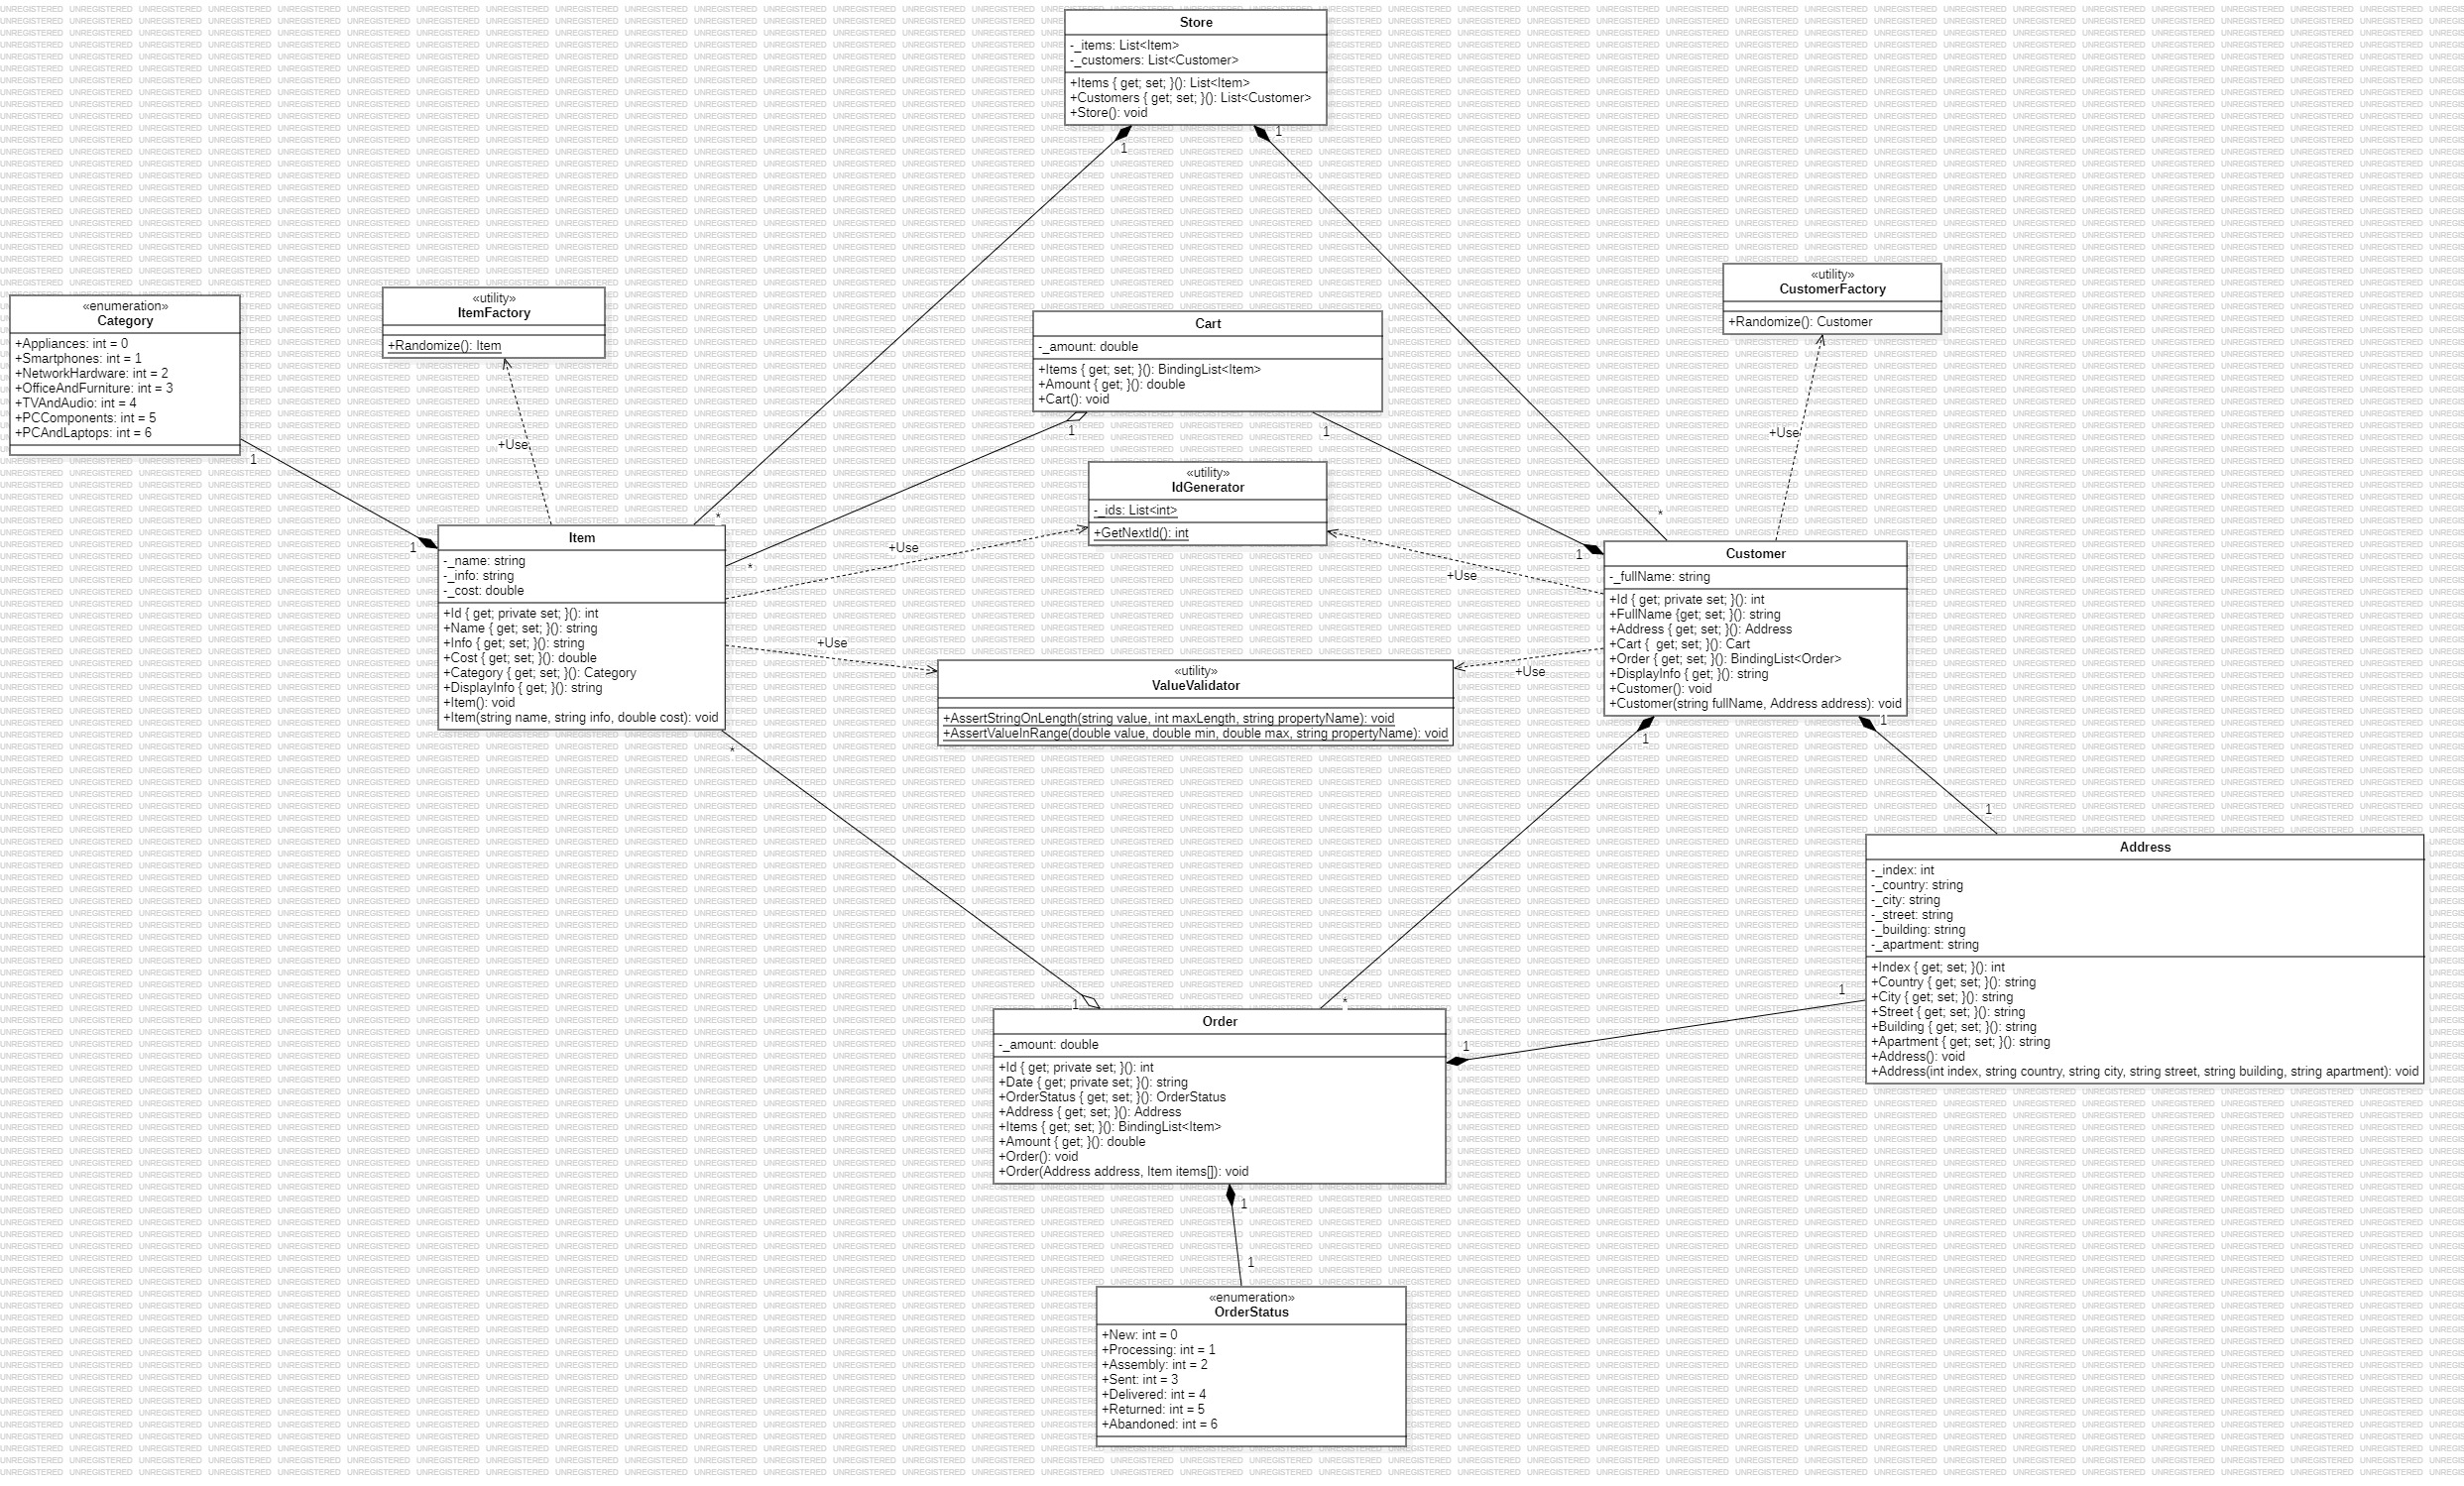 Store
-_items: List<Item>
-_customers: List<Customer>
+Items { get; set; }(): List<Item>
+Customers { get; set; }(): List<Customer>
+Store(): void
1
1
«utility»
CustomerFactory
+Randomize(): Customer
«enumeration»
Category
+Appliances: int = 0
+Smartphones: int = 1
+NetworkHardware: int = 2
+OfficeAndFurniture: int = 3
+TVAndAudio: int = 4
+PCComponents: int = 5
+PCAndLaptops: int = 6
«utility»
ItemFactory
+Randomize(): Item
Cart
-_amount: double
+Items { get; set; }(): BindingList<Item>
+Amount { get; }(): double
+Cart(): void
1
1
+Use
+Use
1
«utility»
IdGenerator
-_ids: List<int>
+GetNextId(): int
*
*
1
1
*
+Use
+Use
Item
-_name: string
-_info: string
-_cost: double
+Id { get; private set; }(): int
+Name { get; set; }(): string
+Info { get; set; }(): string
+Cost { get; set; }(): double
+Category { get; set; }(): Category
+DisplayInfo { get; }(): string
+Item(): void
+Item(string name, string info, double cost): void
Customer
-_fullName: string
+Id { get; private set; }(): int
+FullName {get; set; }(): string
+Address { get; set; }(): Address
+Cart {  get; set; }(): Cart
+Order { get; set; }(): BindingList<Order>
+DisplayInfo { get; }(): string
+Customer(): void
+Customer(string fullName, Address address): void
+Use
+Use
«utility»
ValueValidator
+AssertStringOnLength(string value, int maxLength, string propertyName): void
+AssertValueInRange(double value, double min, double max, string propertyName): void
*
1
1
1
Address
-_index: int
-_country: string
-_city: string
-_street: string
-_building: string
-_apartment: string
+Index { get; set; }(): int
+Country { get; set; }(): string
+City { get; set; }(): string
+Street { get; set; }(): string
+Building { get; set; }(): string
+Apartment { get; set; }(): string
+Address(): void
+Address(int index, string country, string city, string street, string building, string apartment): void
1
*
1
1
Order
-_amount: double
+Id { get; private set; }(): int
+Date { get; private set; }(): string
+OrderStatus { get; set; }(): OrderStatus
+Address { get; set; }(): Address
+Items { get; set; }(): BindingList<Item>
+Amount { get; }(): double
+Order(): void
+Order(Address address, Item items[]): void
1
1
«enumeration»
OrderStatus
+New: int = 0
+Processing: int = 1
+Assembly: int = 2
+Sent: int = 3
+Delivered: int = 4
+Returned: int = 5
+Abandoned: int = 6
UNREGISTERED